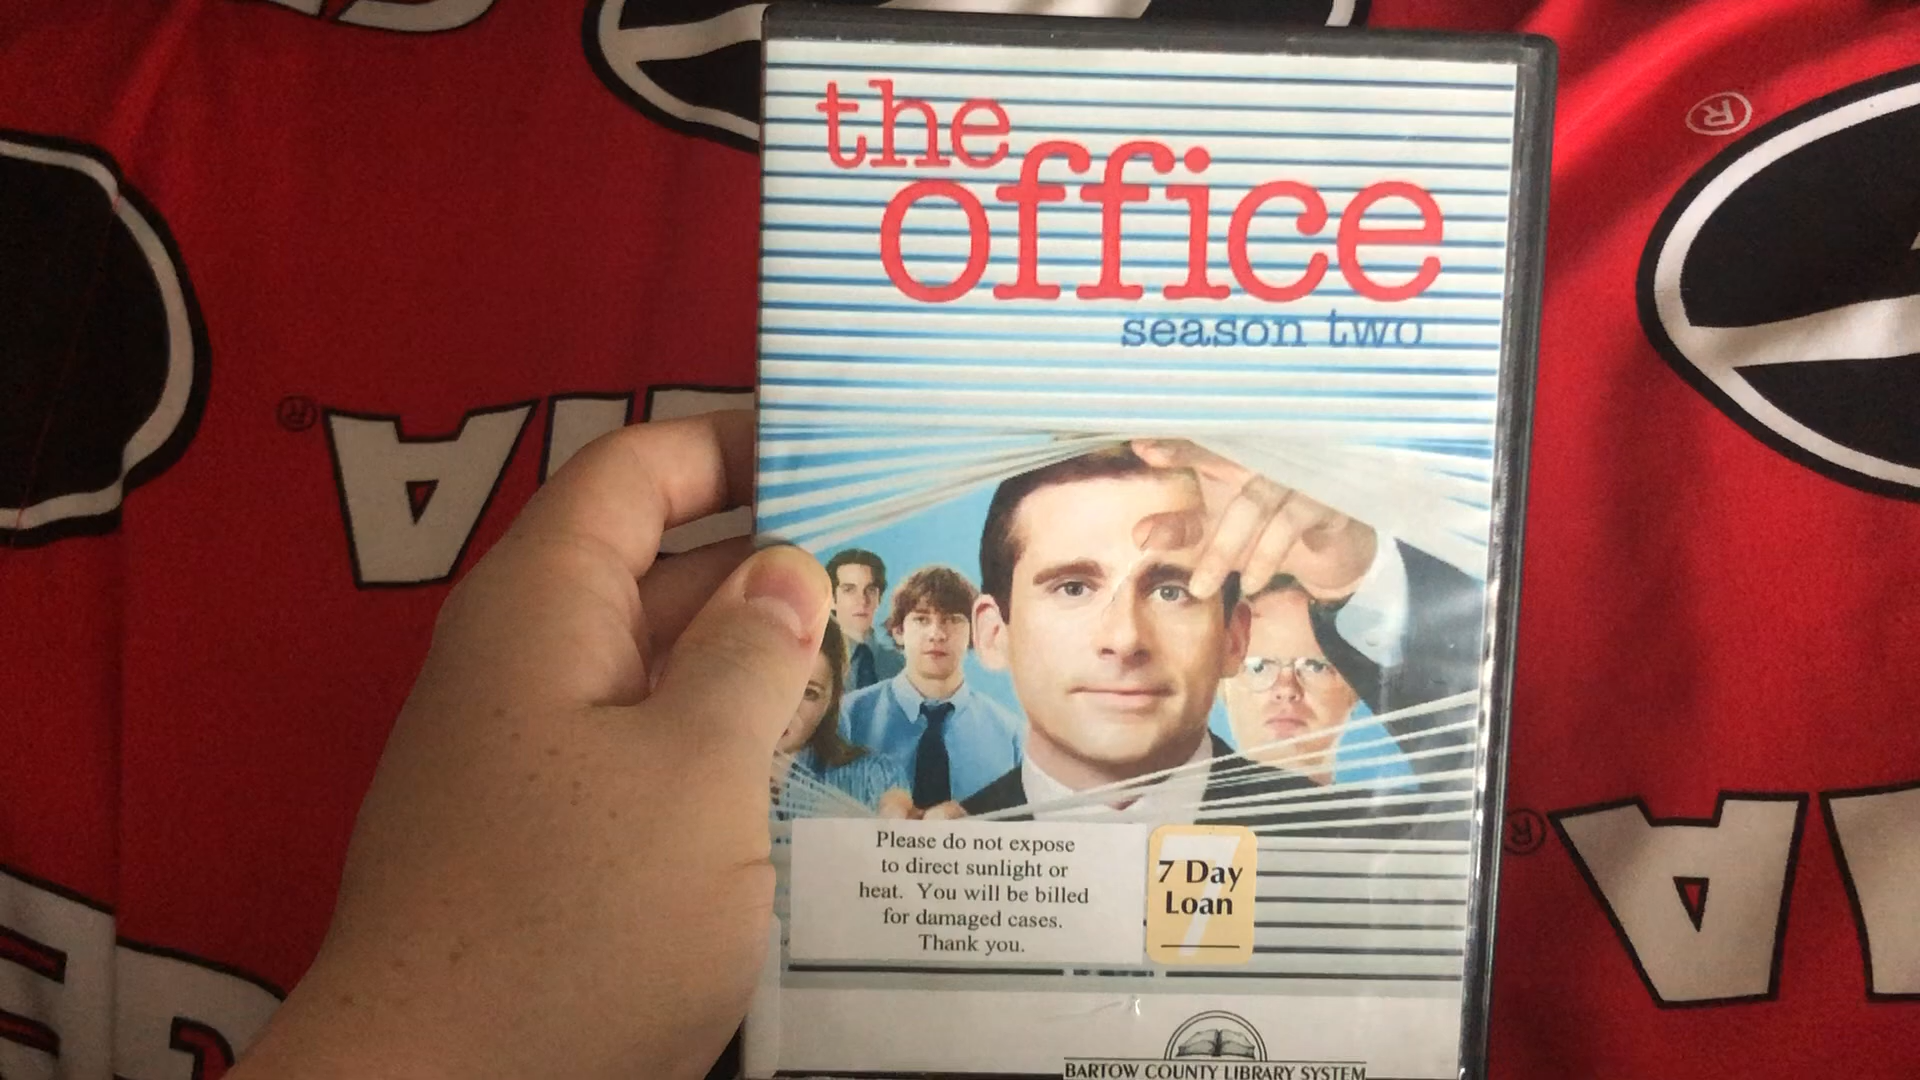 the
office
season two
Please do not expose
to direct sunlight or
heat. You will be billed
for damaged cases.
Thank you.
7 Day
Loan
BARTOW COUNTY LIBRARY SYSTEM
®
®
®